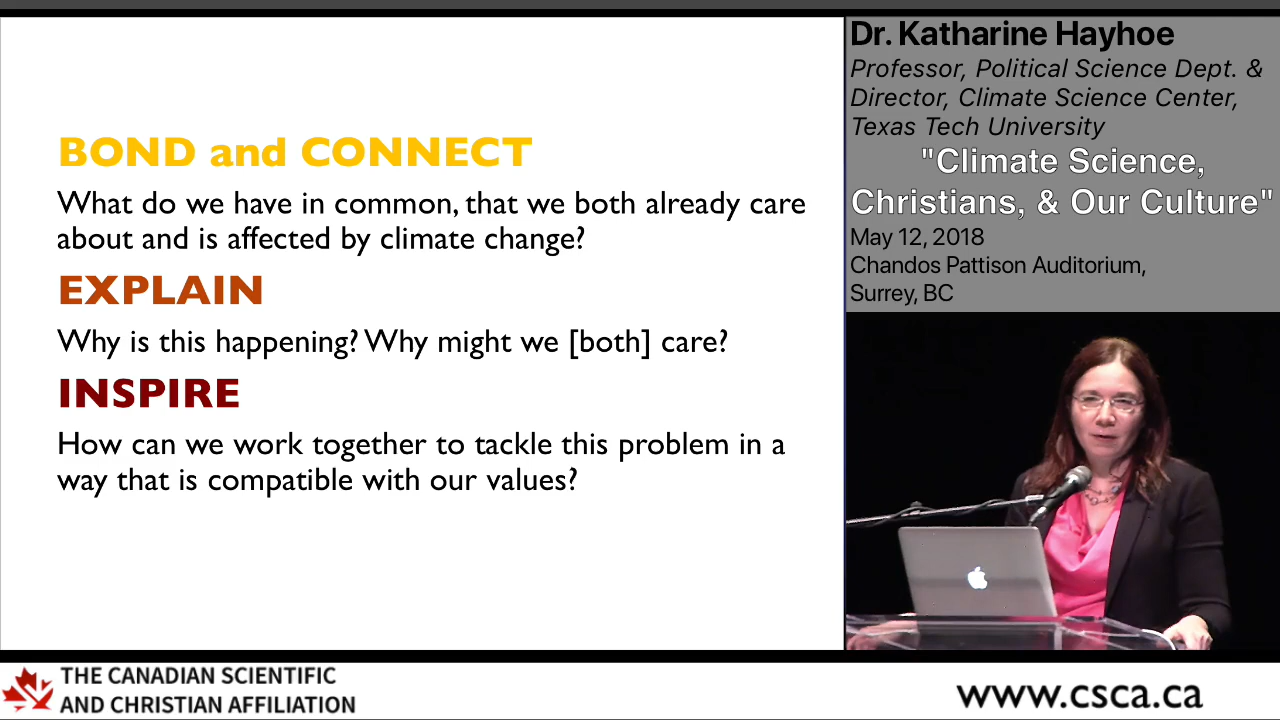 BOND and CONNECT
What do we have in common, that we both already care
about and is affected by climate change?
EXPLAIN
Why is this happening? Why might we [both] care?
INSPIRE
How can we work together to tackle this problem in a
way that is compatible with our values?
Dr. Katharine Hayhoe
Professor, Political Science Dept. &
Director, Climate Science Center,
Texas Tech University
"Climate Science,
Christians, & Our Culture"
May 12, 2018
Chandos Pattison Auditorium,
Surrey, BC
THE CANADIAN SCIENTIFIC
AND CHRISTIAN AFFILIATION
www.csca.ca